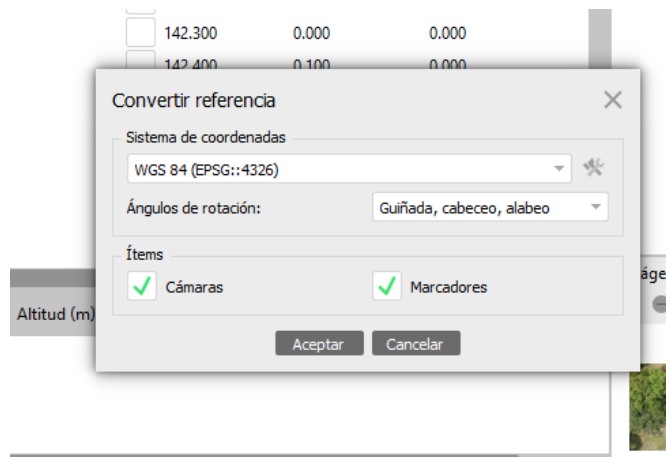 142.300 0.000 0.000
142.400 0.100 0.000
Convertir referencia
Sistema de coordenadas
WGS 84 (EPSG::4326)
Ángulos de rotación: Guiñada, cabeceo, alabeo
Ítems
Cámaras Marcadores
Altitud (m)
Aceptar Cancelar